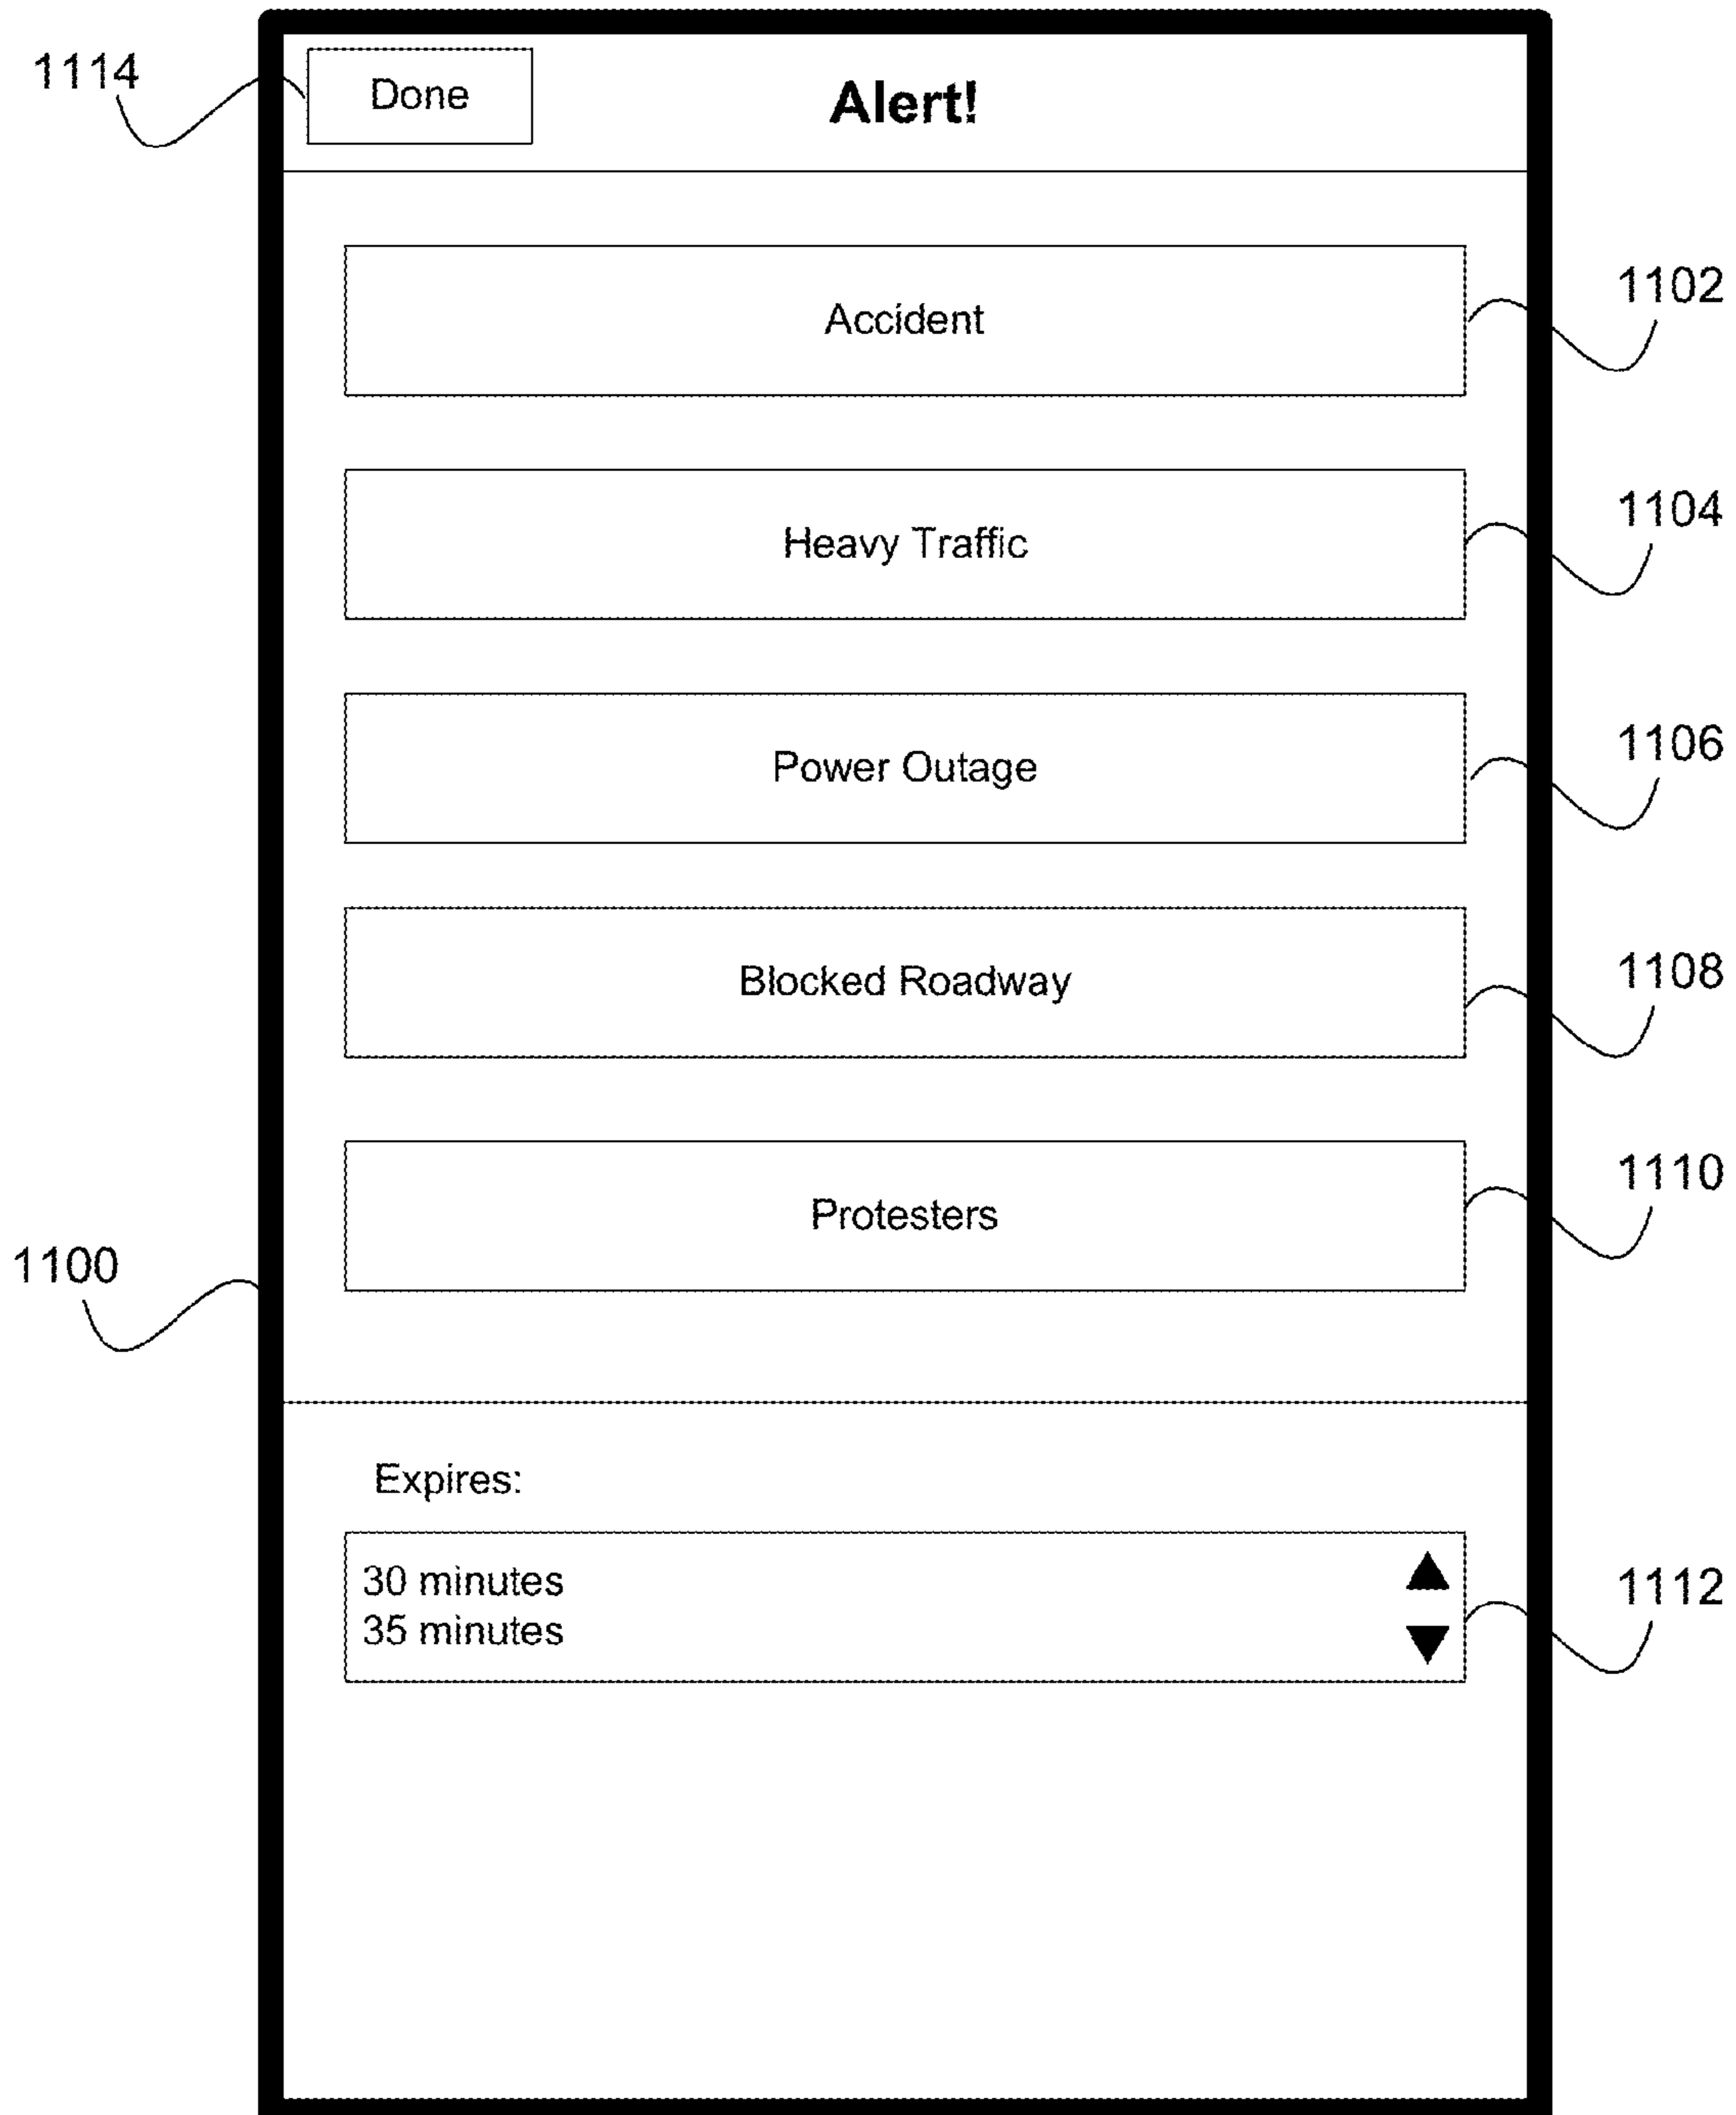 1114
Done
Alert!
Accident
1102
Heavy Traffic
1104
Power Outage
1106
Blocked Roadway
1108
Protesters
1110
1100
Expires:
30 minutes
35 minutes
1112